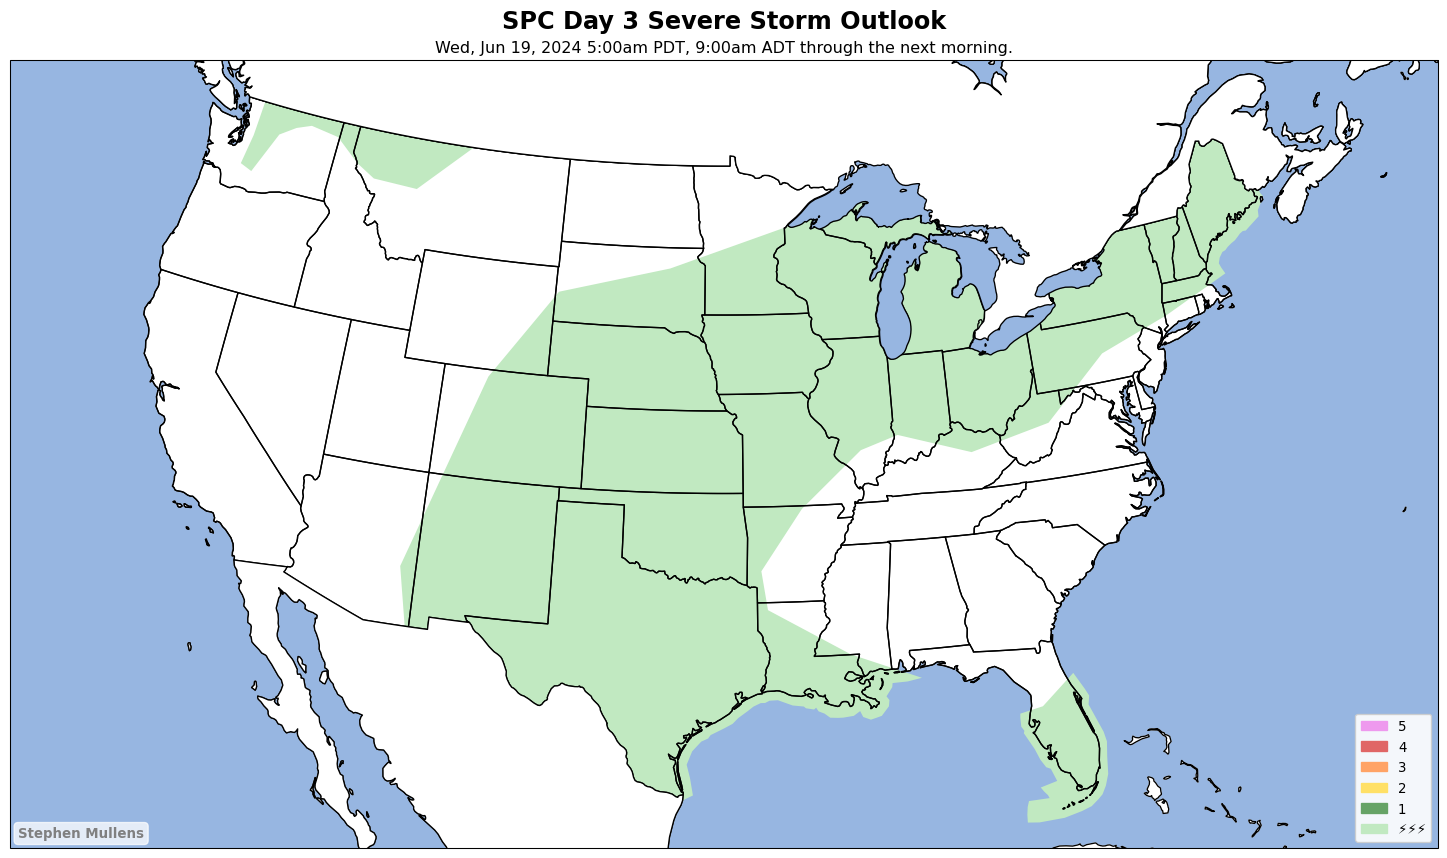 SPC Day 3 Severe Storm Outlook
Wed, Jun 19, 2024 5:00am PDT, 9:00am ADT through the next morning.
5
4
3
2
1
⚡⚡⚡
Stephen Mullens